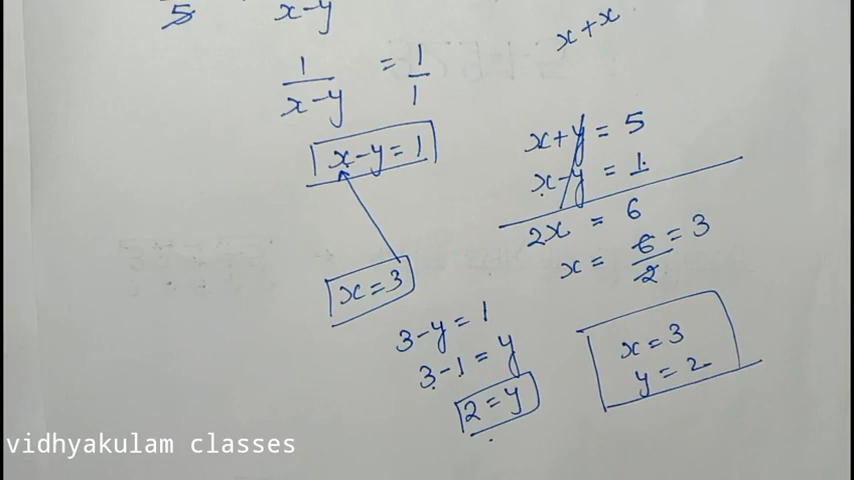 5 x-y
1/(x-y) = 1/1
x-y=1
x=3
3-y=1
3-1=y
2=y
x+x
x+y=5
x-y=1
2x = 6
x = 6/2 = 3
x=3
y=2
vidhyakulam classes